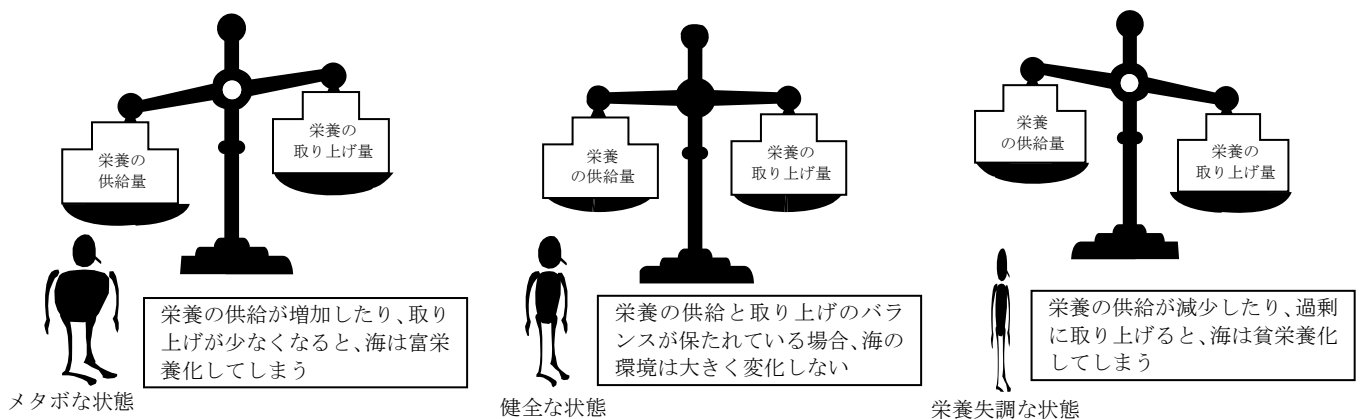 栄養の
供給量
栄養の
取り上げ量
メタボな状態
栄養の供給が増加したり、取り
上げが少なくなると、海は富栄
養化してしまう
栄養
の供給量
栄養の
取り上げ量
健全な状態
栄養の供給と取り上げのバラ
ンスが保たれている場合、海の
環境は大きく変化しない
栄養
の供給量
栄養の
取り上げ量
栄養失調な状態
栄養の供給が減少したり、過剰
に取り上げると、海は貧栄養化
してしまう